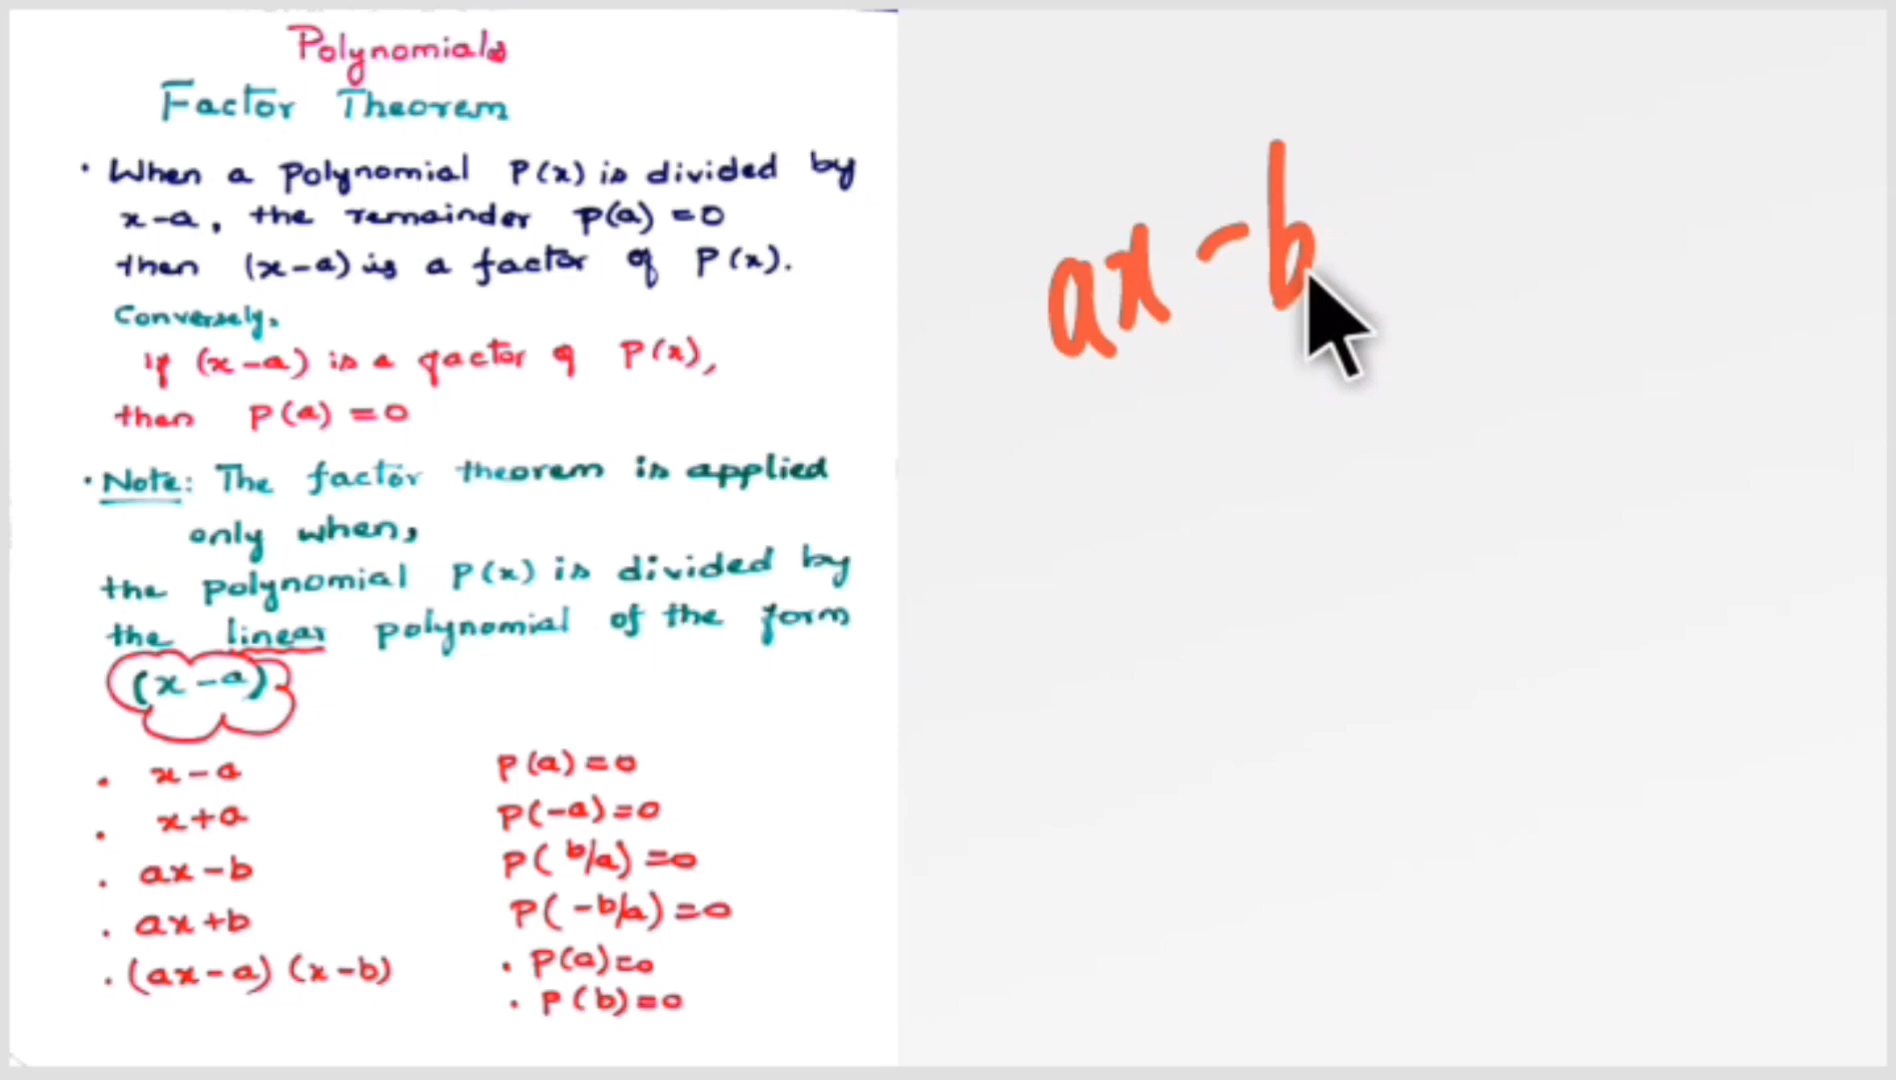 Polynomials
Factor Theorem
• When a polynomial P(x) is divided by
x-a, the remainder P(a) = 0
then (x-a) is a factor of P(x).
Conversely,
If (x-a) is a factor of P(x),
then P(a) = 0
• Note: The factor theorem is applied
only when,
the polynomial P(x) is divided by
the linear polynomial of the form
(x-a)
• x-a P(a)=0
• x+a P(-a)=0
• ax-b P(b/a)=0
• ax+b P(-b/a)=0
• (ax-a) (x-b) • P(a)=0
• P(b)=0
ax-b